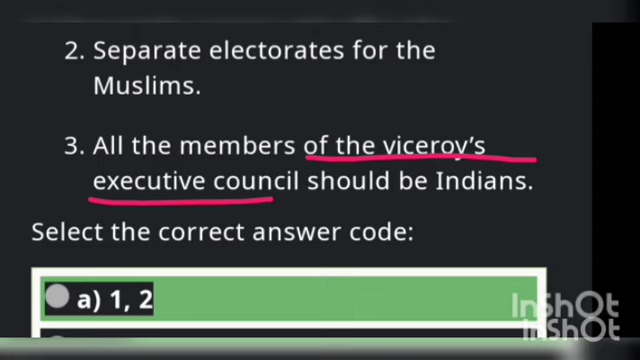 2. Separate electorates for the
Muslims.
3. All the members of the viceroy's
executive council should be Indians.
Select the correct answer code:
a) 1, 2
InShOt
InShOt